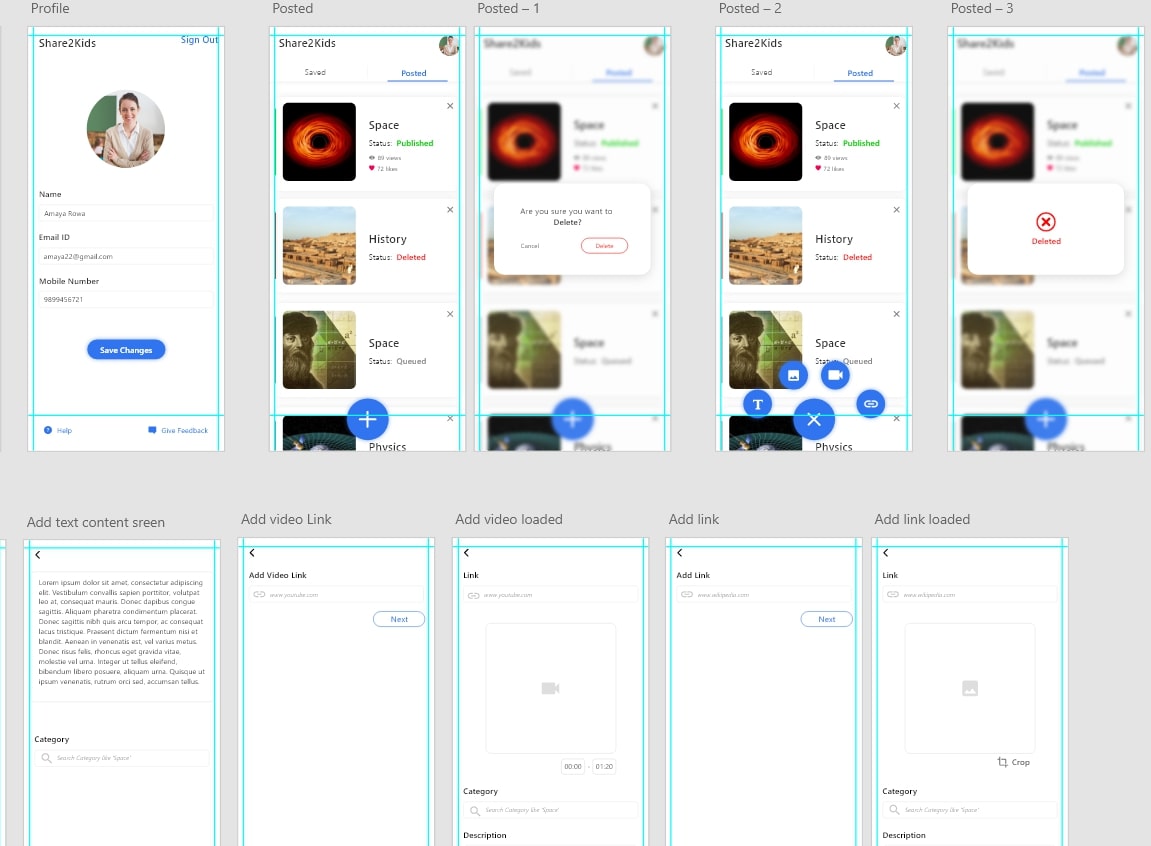 Profile
Share2Kids
Sign Out
Name
Amaya Rowa
Email ID
amaya22@gmail.com
Mobile Number
9899456721
Save Changes
Help
Give Feedback
Posted
Share2Kids
Saved
Posted
Space
Status: Published
89 views
72 likes
History
Status: Deleted
Space
Status: Queued
Physics
Posted – 1
Share2Kids
Saved
Posted
Space
Status: Published
89 views
72 likes
Are you sure you want to
Delete?
Cancel
Delete
Space
Status: Queued
Physics
Posted – 2
Share2Kids
Saved
Posted
Space
Status: Published
89 views
72 likes
History
Status: Deleted
Space
Status: Queued
T
Physics
Posted – 3
Share2Kids
Saved
Posted
Space
Status: Published
89 views
72 likes
Deleted
Space
Status: Queued
Physics
Add text content sreen
Lorem ipsum dolor sit amet, consectetur adipiscing
elit. Vestibulum convallis sapien porttitor, volutpat
leo at, consequat mauris. Donec dapibus congue
sagittis. Aliquam pharetra condimentum placerat.
Donec sagittis nibh quis arcu tempor, ac consequat
lacus tristique. Praesent dictum fermentum nisi et
blandit. Aenean in venenatis est, vel varius metus.
Donec risus felis, rhoncus eget gravida vitae,
molestie vel urna. Integer ut tellus eleifend,
bibendum libero posuere, aliquam urna. Quisque ut
ipsum venenatis, rutrum orci sed, accumsan tellus.
Category
Search Category like "Space"
Add video Link
Add Video Link
www.youtube.com
Next
Add video loaded
Link
www.youtube.com
00:00 - 01:20
Category
Search Category like "Space"
Description
Add link
Add Link
www.wikipedia.com
Next
Add link loaded
Link
www.wikipedia.com
Crop
Category
Search Category like "Space"
Description